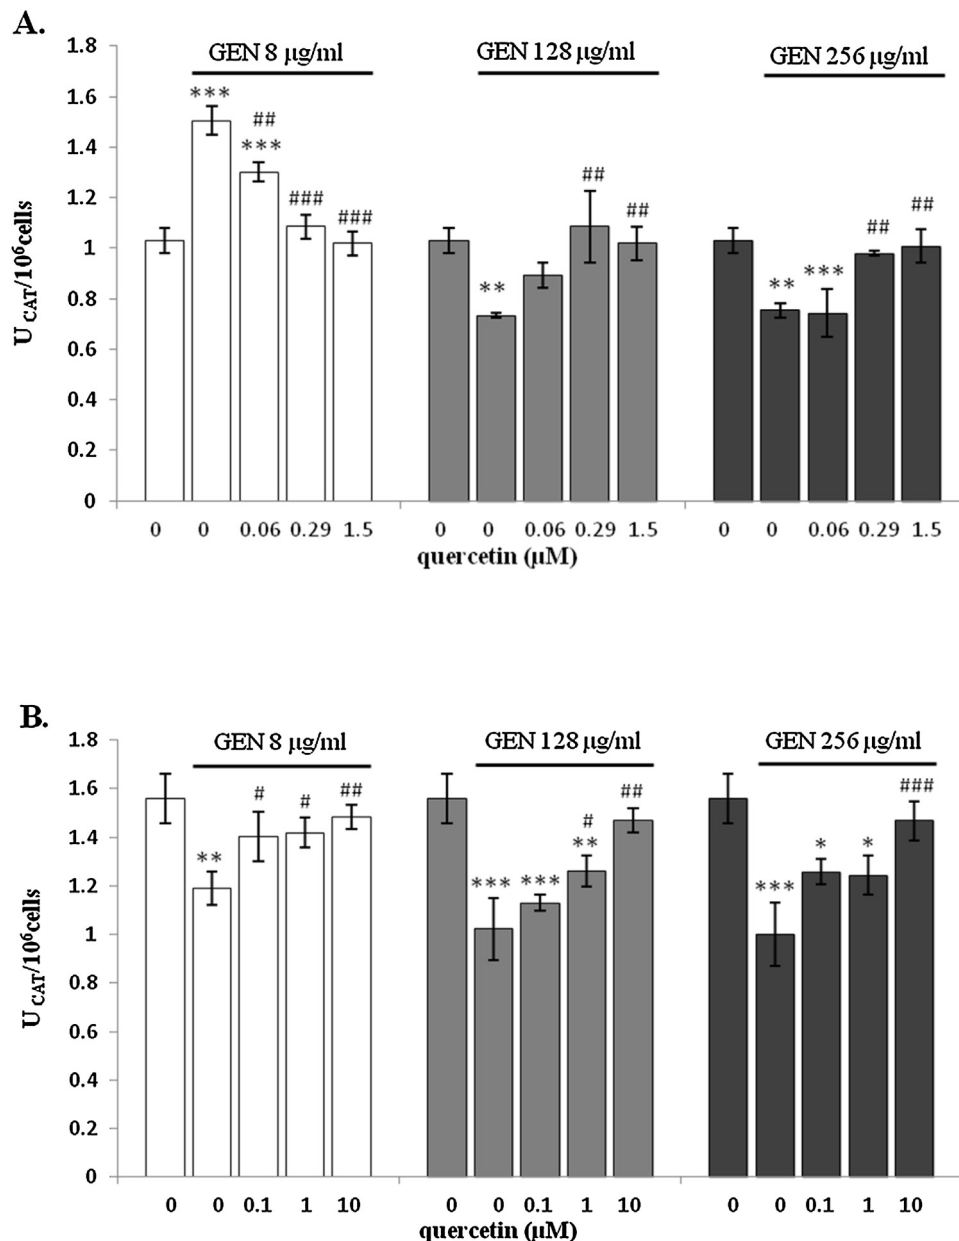 A.
GEN 8 μg/ml GEN 128 μg/ml GEN 256 μg/ml
1.8
1.6
1.4
1.2
1
0.8
0.6
0.4
0.2
0
U CAT/10⁶cells
*** ## *** ### ###
** ## ##
** *** ## ##
0 0 0.06 0.29 1.5 0 0 0.06 0.29 1.5 0 0 0.06 0.29 1.5
quercetin (μM)
B.
GEN 8 μg/ml GEN 128 μg/ml GEN 256 μg/ml
1.8
1.6
1.4
1.2
1
0.8
0.6
0.4
0.2
0
U CAT/10⁶cells
** # # ##
*** *** # ** ##
*** * * ###
0 0 0.1 1 10 0 0 0.1 1 10 0 0 0.1 1 10
quercetin (μM)